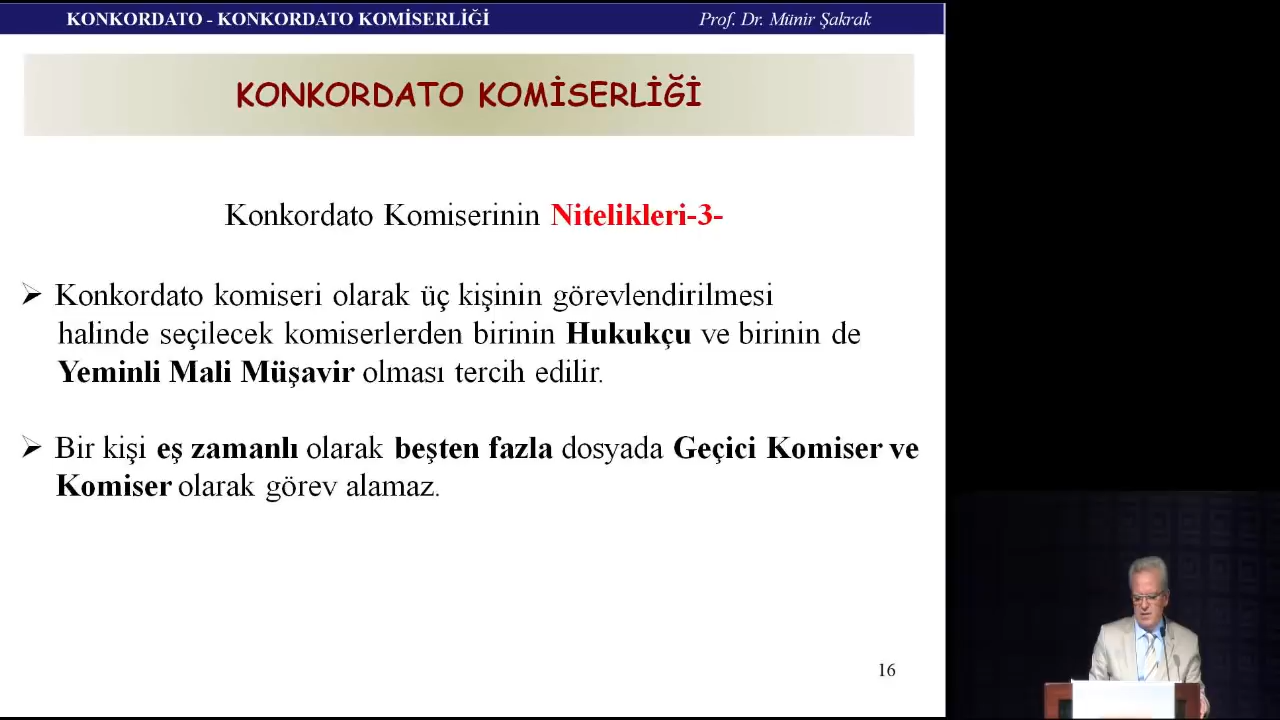 KONKORDATO - KONKORDATO KOMİSERLİĞİ Prof. Dr. Münir Şakrak
KONKORDATO KOMİSERLİĞİ
Konkordato Komiserinin Nitelikleri-3-
➢ Konkordato komiseri olarak üç kişinin görevlendirilmesi
halinde seçilecek komiserlerden birinin Hukukçu ve birinin de
Yeminli Mali Müşavir olması tercih edilir.
➢ Bir kişi eş zamanlı olarak beşten fazla dosyada Geçici Komiser ve
Komiser olarak görev alamaz.
16